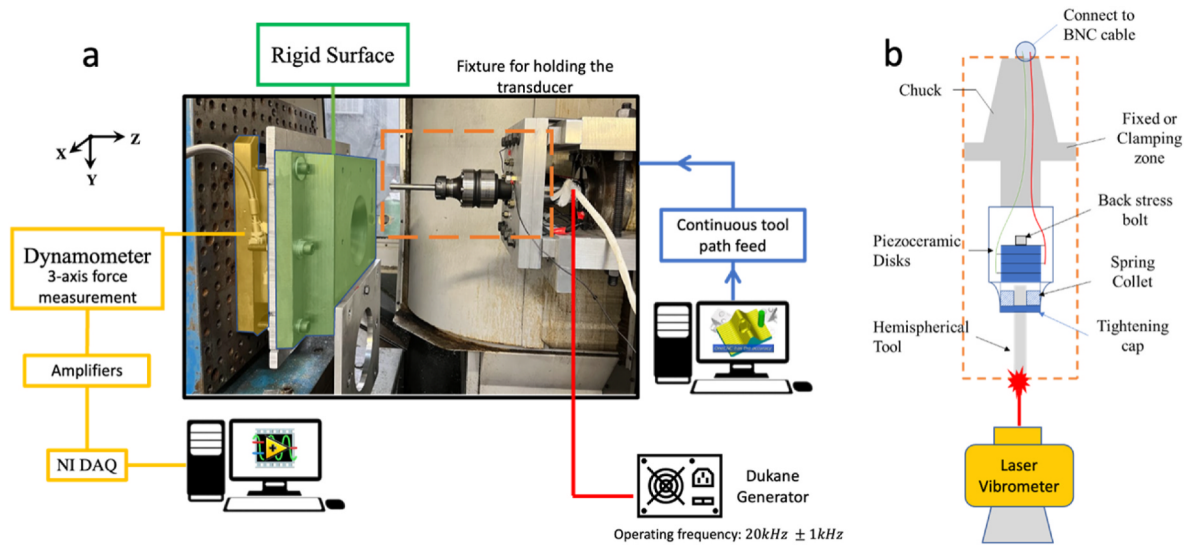 a
Rigid Surface
Fixture for holding the
transducer
X
Y
Z
Dynamometer
3-axis force
measurement
Amplifiers
NI DAQ
Continuous tool
path feed
Dukane
Generator
Operating frequency: 20kHz ± 1kHz
b
Connect to
BNC cable
Chuck
Fixed or
Clamping
zone
Back stress
bolt
Piezoceramic
Disks
Spring
Collet
Hemispherical
Tool
Tightening
cap
Laser
Vibrometer